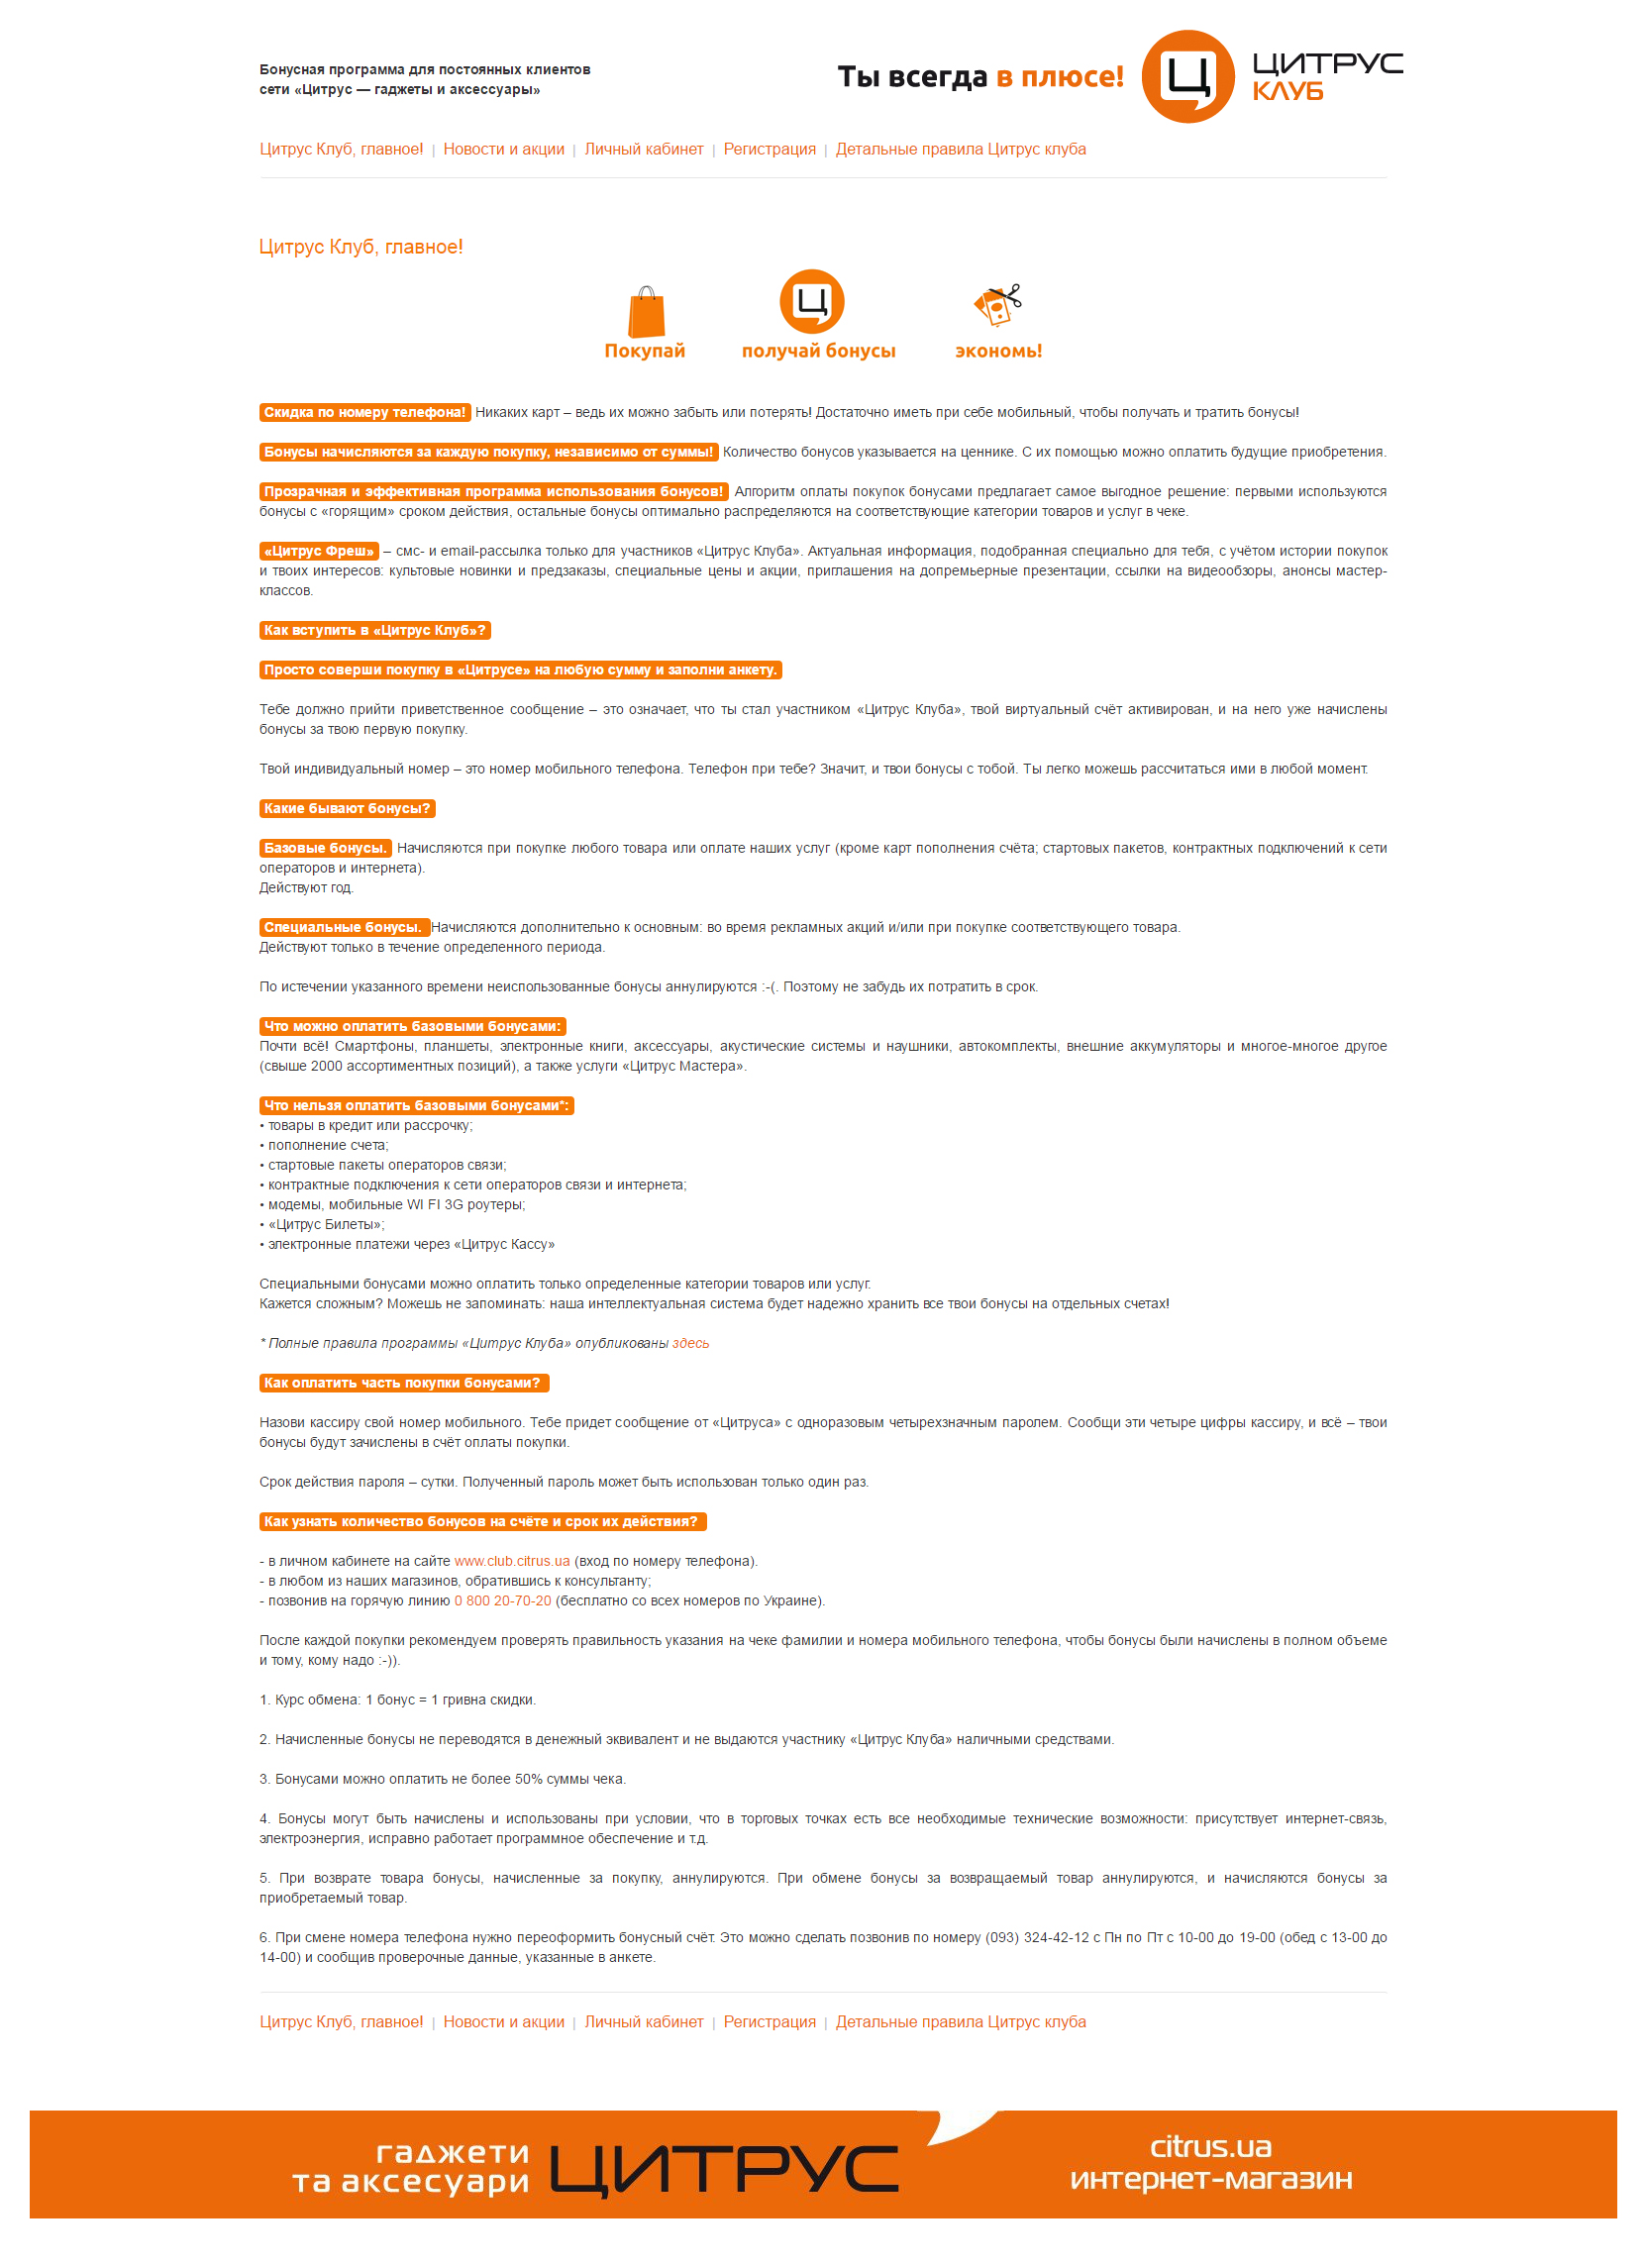 Бонусная программа для постоянных клиентов
сети «Цитрус — гаджеты и аксессуары»
Ты всегда в плюсе!
Ц
ЦИТРУС
КЛУБ
Цитрус Клуб, главное! | Новости и акции | Личный кабинет | Регистрация | Детальные правила Цитрус клуба
Цитрус Клуб, главное!
Ц
Покупай получай бонусы экономь!
Скидка по номеру телефона! Никаких карт – ведь их можно забыть или потерять! Достаточно иметь при себе мобильный, чтобы получать и тратить бонусы!
Бонусы начисляются за каждую покупку, независимо от суммы! Количество бонусов указывается на ценнике. С их помощью можно оплатить будущие приобретения.
Прозрачная и эффективная программа использования бонусов! Алгоритм оплаты покупок бонусами предлагает самое выгодное решение: первыми используются
бонусы с «горящим» сроком действия, остальные бонусы оптимально распределяются на соответствующие категории товаров и услуг в чеке.
«Цитрус Фреш» – смс- и email-рассылка только для участников «Цитрус Клуба». Актуальная информация, подобранная специально для тебя, с учётом истории покупок
и твоих интересов: культовые новинки и предзаказы, специальные цены и акции, приглашения на допремьерные презентации, ссылки на видеообзоры, анонсы мастер-
классов.
Как вступить в «Цитрус Клуб»?
Просто соверши покупку в «Цитрусе» на любую сумму и заполни анкету.
Тебе должно прийти приветственное сообщение – это означает, что ты стал участником «Цитрус Клуба», твой виртуальный счёт активирован, и на него уже начислены
бонусы за твою первую покупку.
Твой индивидуальный номер – это номер мобильного телефона. Телефон при тебе? Значит, и твои бонусы с тобой. Ты легко можешь рассчитаться ими в любой момент.
Какие бывают бонусы?
Базовые бонусы. Начисляются при покупке любого товара или оплате наших услуг (кроме карт пополнения счёта; стартовых пакетов, контрактных подключений к сети
операторов и интернета).
Действуют год.
Специальные бонусы. Начисляются дополнительно к основным: во время рекламных акций и/или при покупке соответствующего товара.
Действуют только в течение определенного периода.
По истечении указанного времени неиспользованные бонусы аннулируются :-(. Поэтому не забудь их потратить в срок.
Что можно оплатить базовыми бонусами:
Почти всё! Смартфоны, планшеты, электронные книги, аксессуары, акустические системы и наушники, автокомплекты, внешние аккумуляторы и многое-многое другое
(свыше 2000 ассортиментных позиций), а также услуги «Цитрус Мастера».
Что нельзя оплатить базовыми бонусами*:
• товары в кредит или рассрочку;
• пополнение счета;
• стартовые пакеты операторов связи;
• контрактные подключения к сети операторов связи и интернета;
• модемы, мобильные WI FI 3G роутеры;
• «Цитрус Билеты»;
• электронные платежи через «Цитрус Кассу»
Специальными бонусами можно оплатить только определенные категории товаров или услуг.
Кажется сложным? Можешь не запоминать: наша интеллектуальная система будет надежно хранить все твои бонусы на отдельных счетах!
* Полные правила программы «Цитрус Клуба» опубликованы здесь
Как оплатить часть покупки бонусами?
Назови кассиру свой номер мобильного. Тебе придет сообщение от «Цитруса» с одноразовым четырехзначным паролем. Сообщи эти четыре цифры кассиру, и всё – твои
бонусы будут зачислены в счёт оплаты покупки.
Срок действия пароля – сутки. Полученный пароль может быть использован только один раз.
Как узнать количество бонусов на счёте и срок их действия?
- в личном кабинете на сайте www.club.citrus.ua (вход по номеру телефона).
- в любом из наших магазинов, обратившись к консультанту;
- позвонив на горячую линию 0 800 20-70-20 (бесплатно со всех номеров по Украине).
После каждой покупки рекомендуем проверять правильность указания на чеке фамилии и номера мобильного телефона, чтобы бонусы были начислены в полном объеме
и тому, кому надо :-)).
1. Курс обмена: 1 бонус = 1 гривна скидки.
2. Начисленные бонусы не переводятся в денежный эквивалент и не выдаются участнику «Цитрус Клуба» наличными средствами.
3. Бонусами можно оплатить не более 50% суммы чека.
4. Бонусы могут быть начислены и использованы при условии, что в торговых точках есть все необходимые технические возможности: присутствует интернет-связь,
электроэнергия, исправно работает программное обеспечение и т.д.
5. При возврате товара бонусы, начисленные за покупку, аннулируются. При обмене бонусы за возвращаемый товар аннулируются, и начисляются бонусы за
приобретаемый товар.
6. При смене номера телефона нужно переоформить бонусный счёт. Это можно сделать позвонив по номеру (093) 324-42-12 с Пн по Пт с 10-00 до 19-00 (обед с 13-00 до
14-00) и сообщив проверочные данные, указанные в анкете.
Цитрус Клуб, главное! | Новости и акции | Личный кабинет | Регистрация | Детальные правила Цитрус клуба
гаджети
та аксесуари
ЦИТРУС
citrus.ua
интернет-магазин